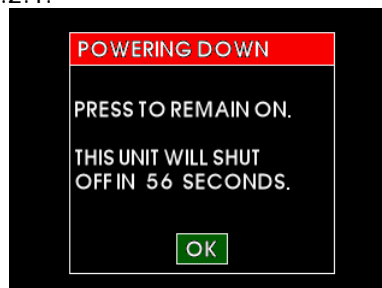 POWERING DOWN
PRESS TO REMAIN ON.
THIS UNIT WILL SHUT
OFF IN 56 SECONDS.
OK